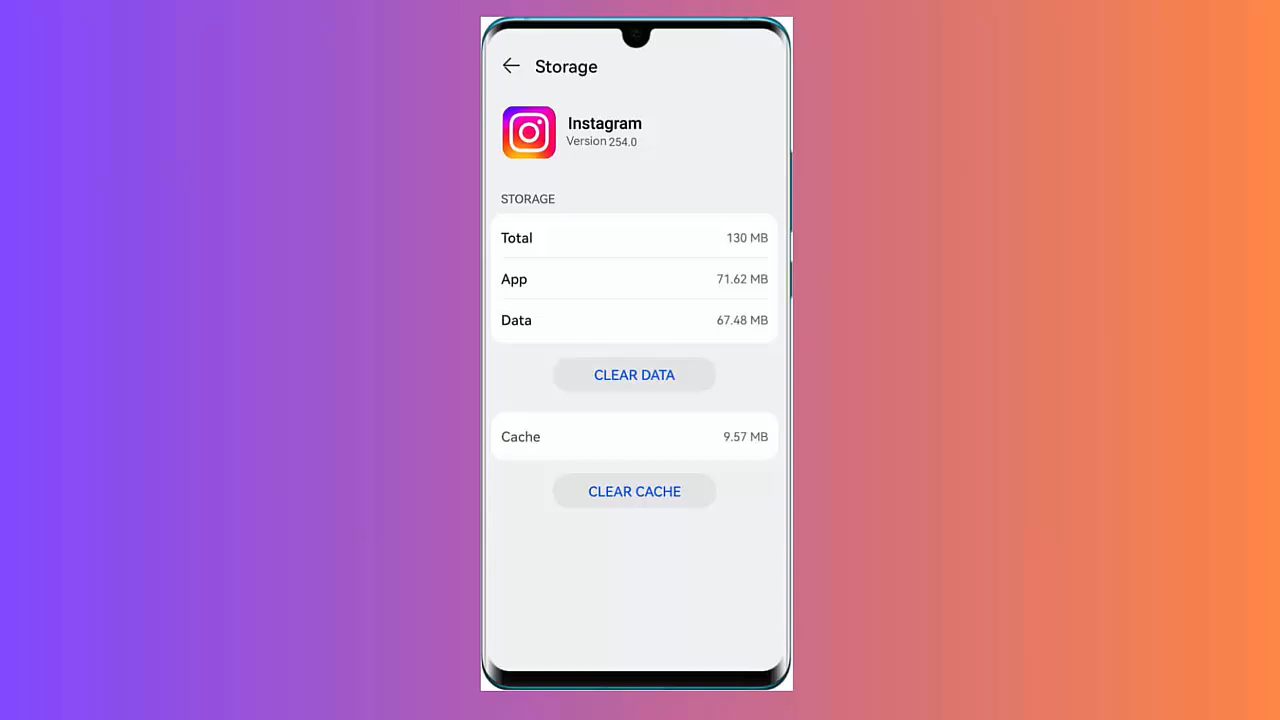 Storage
Instagram
Version 254.0
STORAGE
Total 130 MB
App 71.62 MB
Data 67.48 MB
CLEAR DATA
Cache 9.57 MB
CLEAR CACHE